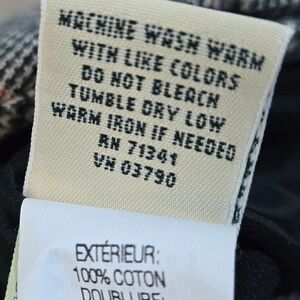 MACHINE WASH WARM
WITH LIKE COLORS
DO NOT BLEACH
TUMBLE DRY LOW
WARM IRON IF NEEDED
RN 71341
VN 03790
EXTÉRIEUR:
100% COTON
DOUBLURE: